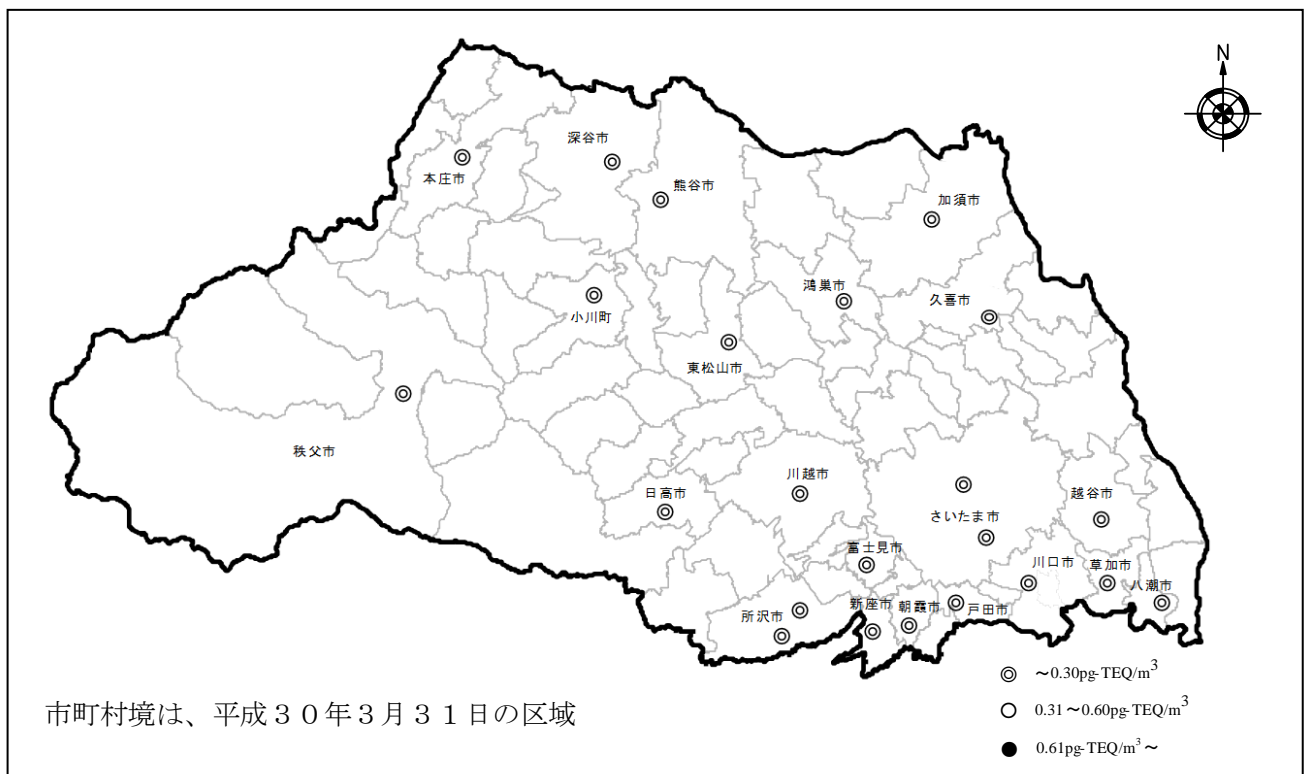 N
深谷市
本庄市
熊谷市
加須市
鴻巣市
久喜市
小川町
東松山市
秩父市
川越市
日高市
越谷市
さいたま市
富士見市
川口市
草加市
八潮市
新座市
朝霞市
戸田市
所沢市
～0.30pg-TEQ/m³
0.31～0.60pg-TEQ/m³
0.61pg-TEQ/m³～
市町村境は、平成３０年３月３１日の区域